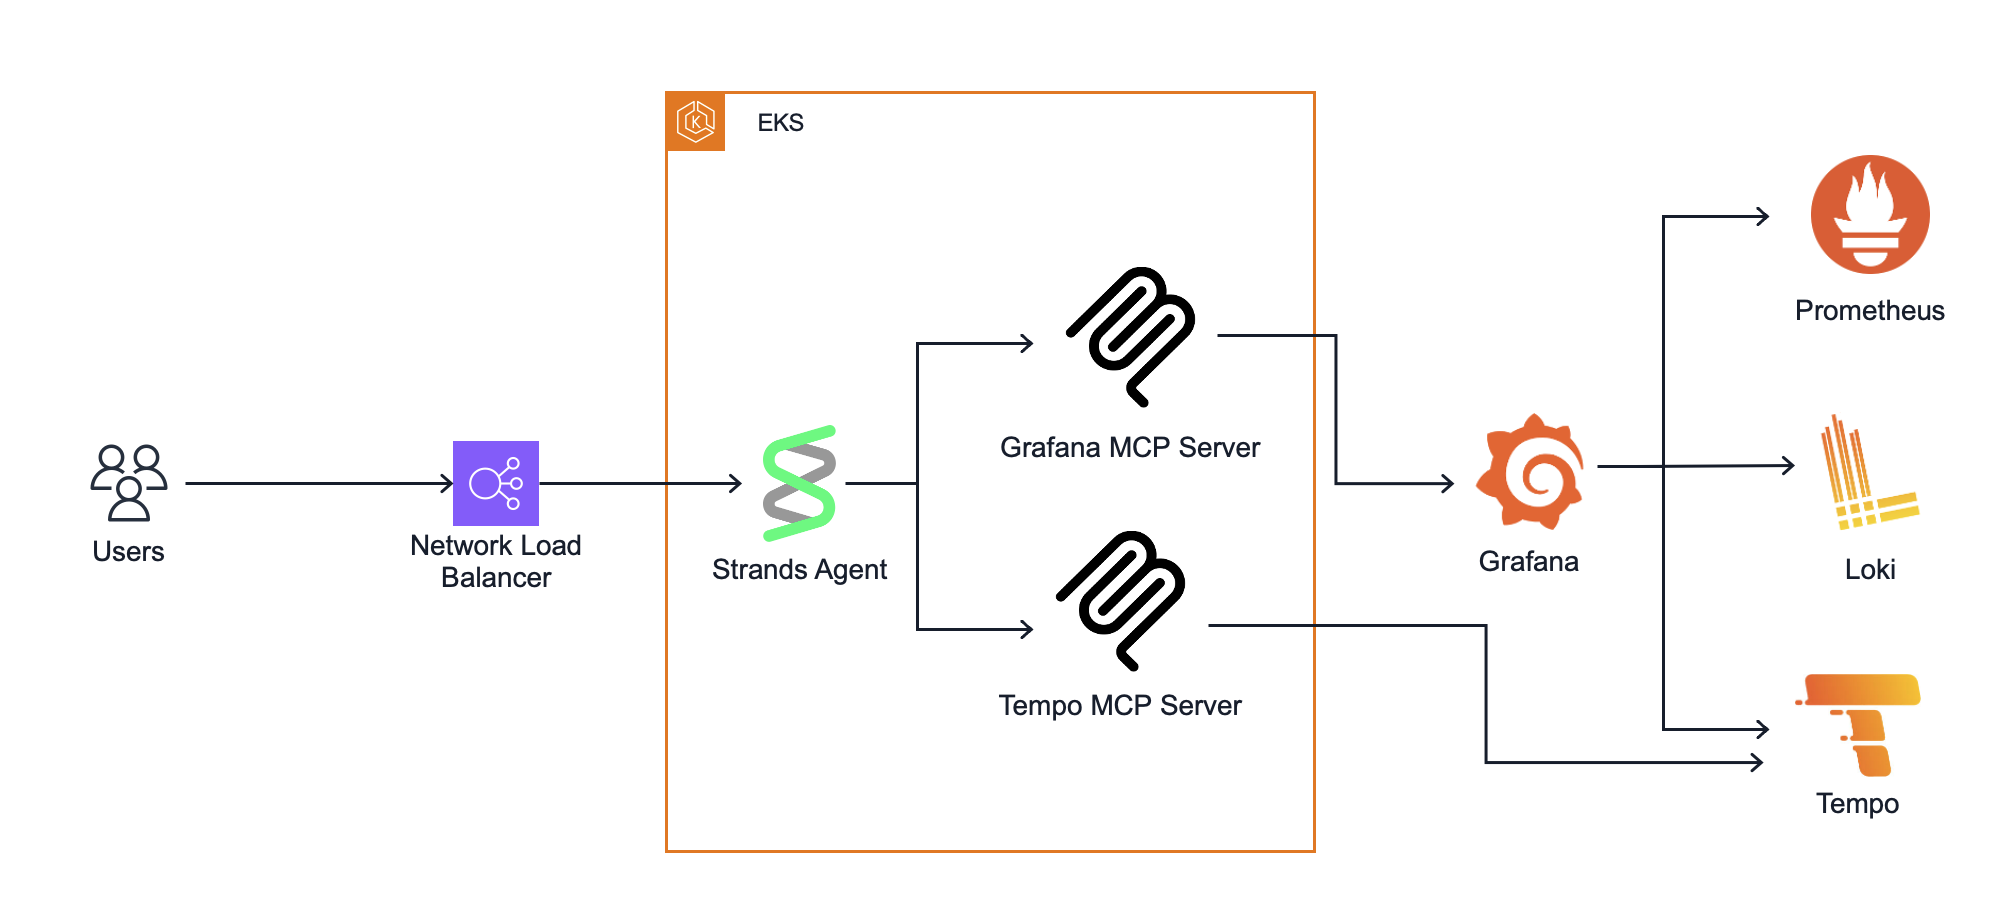 EKS
Users
Network Load
Balancer
Strands Agent
Grafana MCP Server
Tempo MCP Server
Grafana
Prometheus
Loki
Tempo